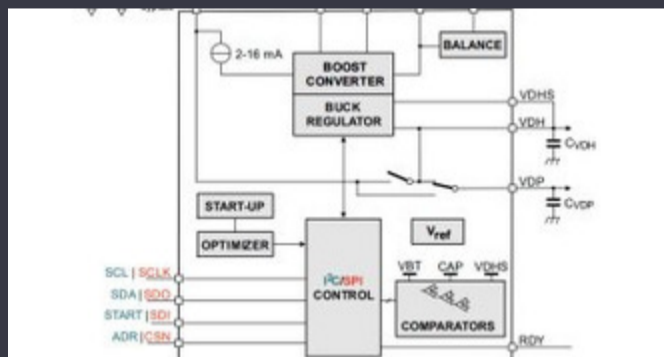 2-16 mA
BALANCE
BOOST
CONVERTER
BUCK
REGULATOR
VDHS
VDH
CVDH
VDP
CVDP
START-UP
OPTIMIZER
Vref
I²C/SPI
CONTROL
VBT CAP VDHS
COMPARATORS
SCL | SCLK
SDA | SDO
START | SDI
ADR | CSN
RDY